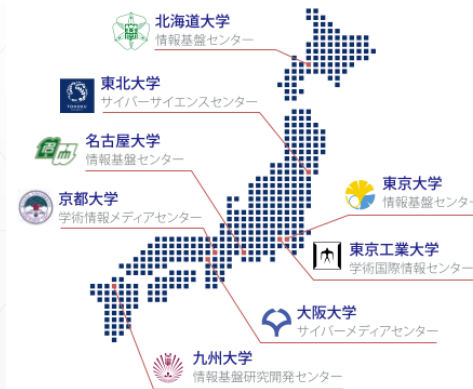 北海道大学
情報基盤センター
東北大学
サイバーサイエンスセンター
名古屋大学
情報基盤センター
京都大学
学術情報メディアセンター
東京大学
情報基盤センター
東京工業大学
学術国際情報センター
大阪大学
サイバーメディアセンター
九州大学
情報基盤研究開発センター